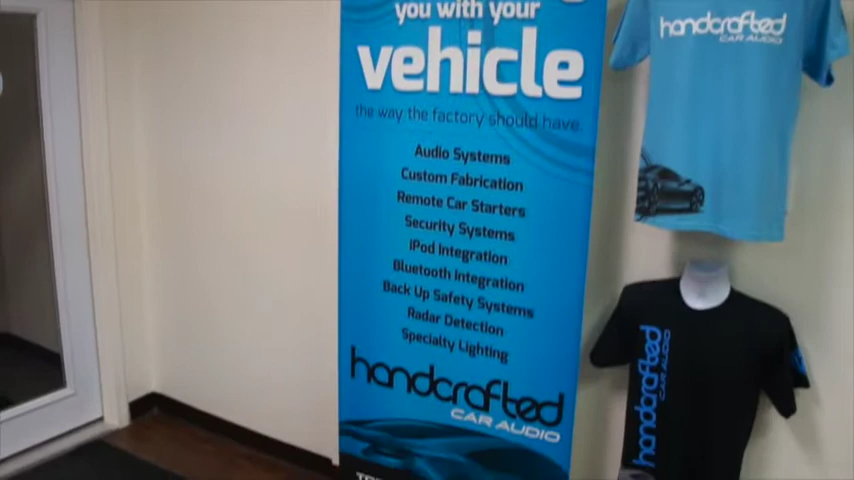 you with your
vehicle
the way the factory should have.
Audio Systems
Custom Fabrication
Remote Car Starters
Security Systems
iPod Integration
Bluetooth Integration
Back Up Safety Systems
Radar Detection
Specialty Lighting
handcrafted
CAR AUDIO
handcrafted
CAR AUDIO
handcrafted
CAR AUDIO